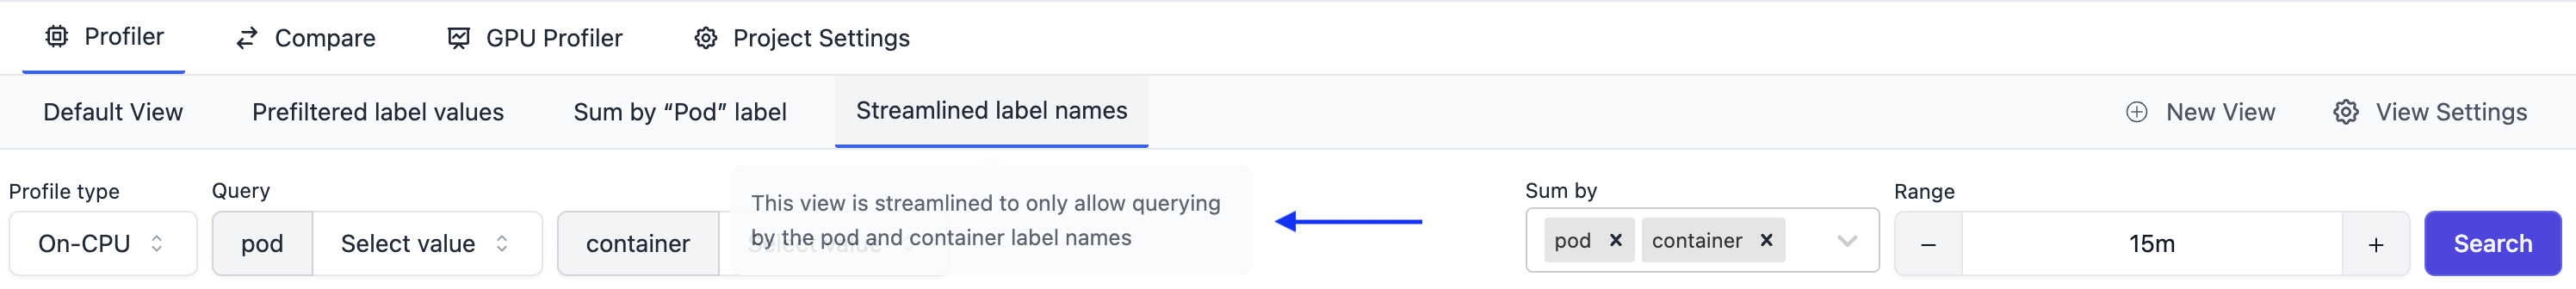 Profiler Compare GPU Profiler Project Settings
Default View Prefiltered label values Sum by “Pod” label Streamlined label names New View View Settings
Profile type Query Sum by Range
This view is streamlined to only allow querying
by the pod and container label names
On-CPU pod Select value container Select value pod × container × − 15m + Search